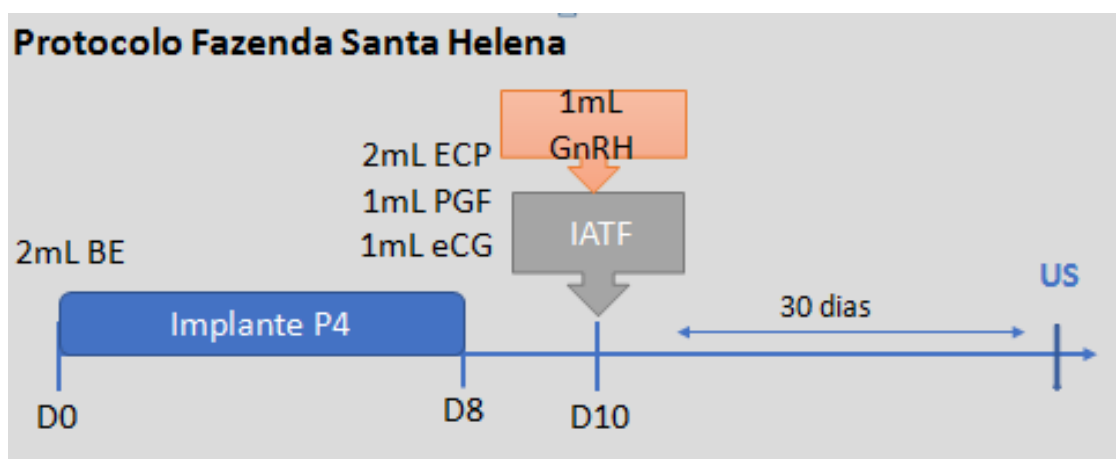 Protocolo Fazenda Santa Helena
1mL
GnRH
2mL ECP
1mL PGF
1mL eCG
IATF
2mL BE
US
Implante P4
30 dias
D0
D8
D10